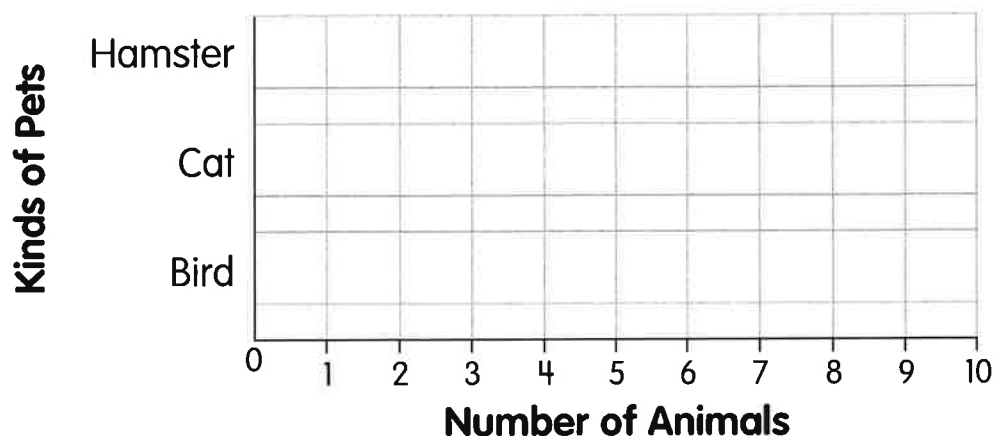 Kinds of Pets
Hamster
Cat
Bird
0 1 2 3 4 5 6 7 8 9 10
Number of Animals